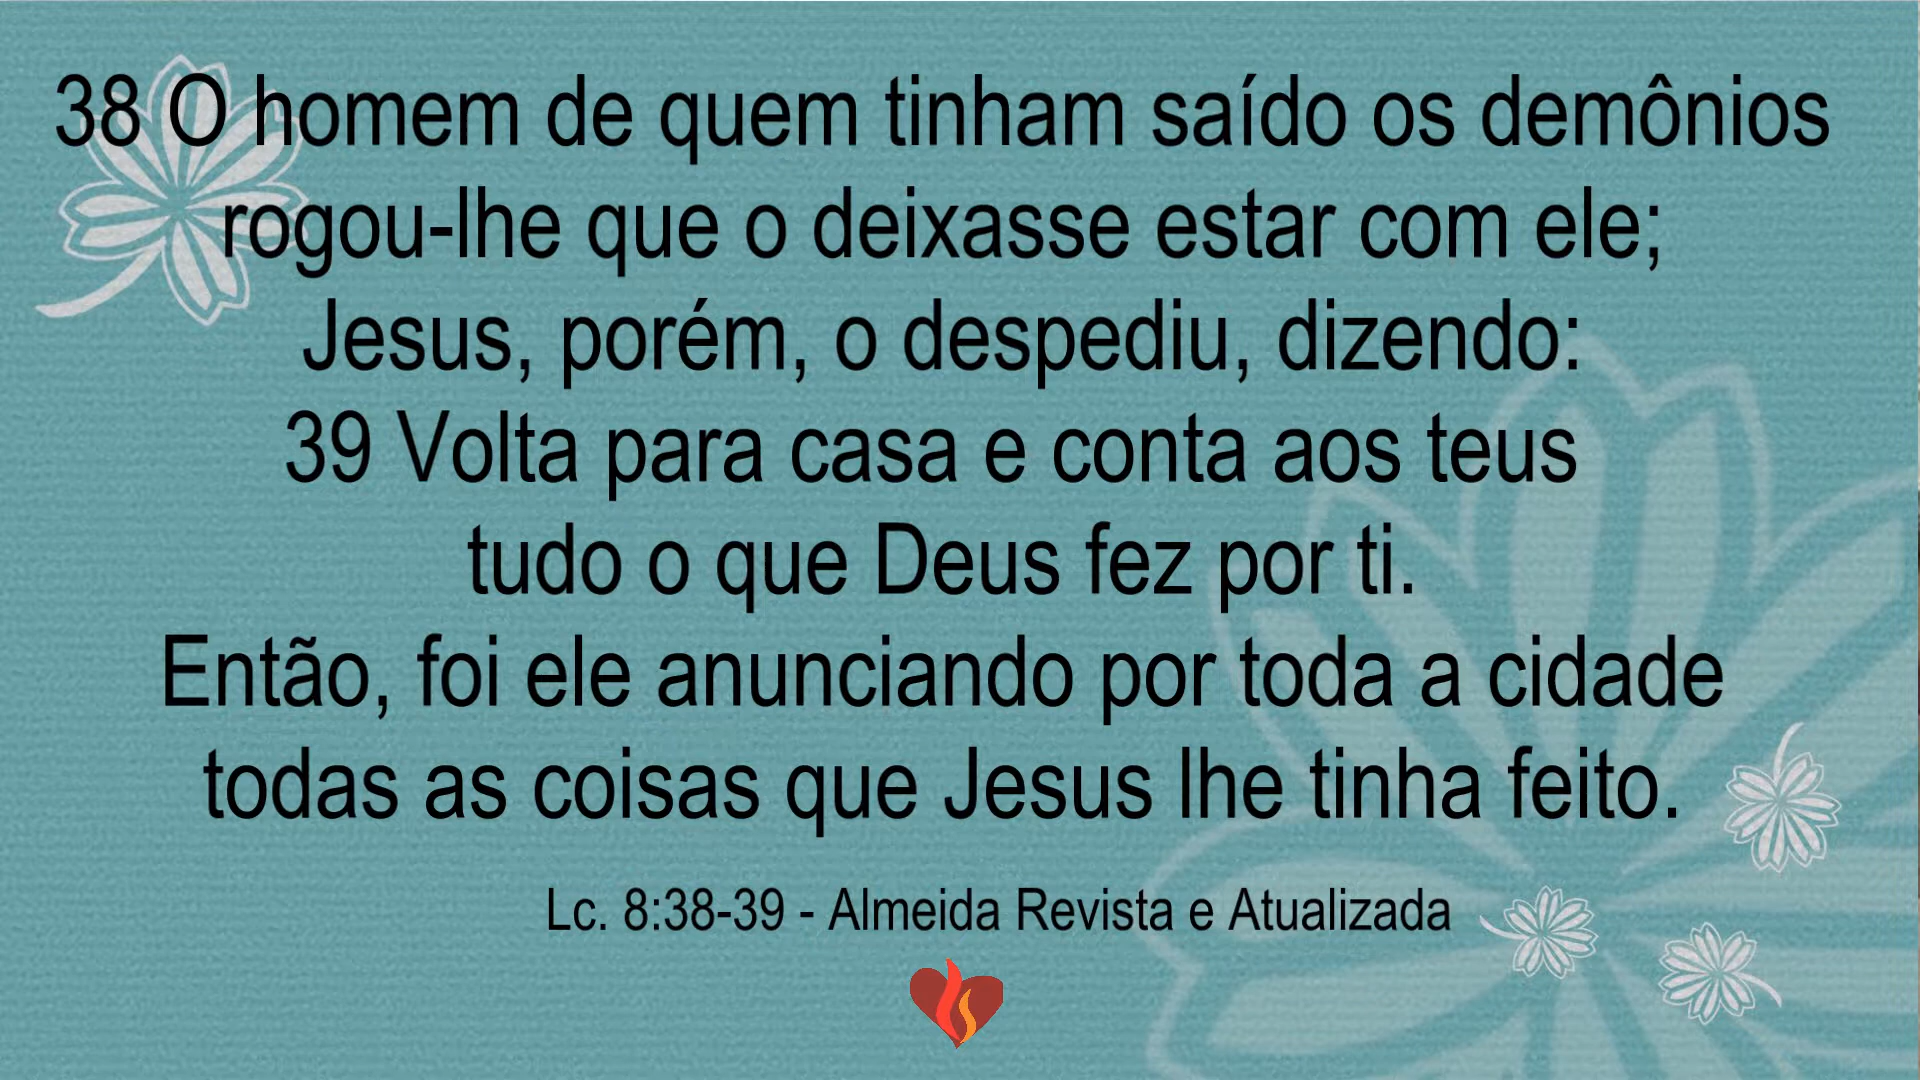 38 O homem de quem tinham saído os demônios
rogou-lhe que o deixasse estar com ele;
Jesus, porém, o despediu, dizendo:
39 Volta para casa e conta aos teus
tudo o que Deus fez por ti.
Então, foi ele anunciando por toda a cidade
todas as coisas que Jesus lhe tinha feito.
Lc. 8:38-39 - Almeida Revista e Atualizada